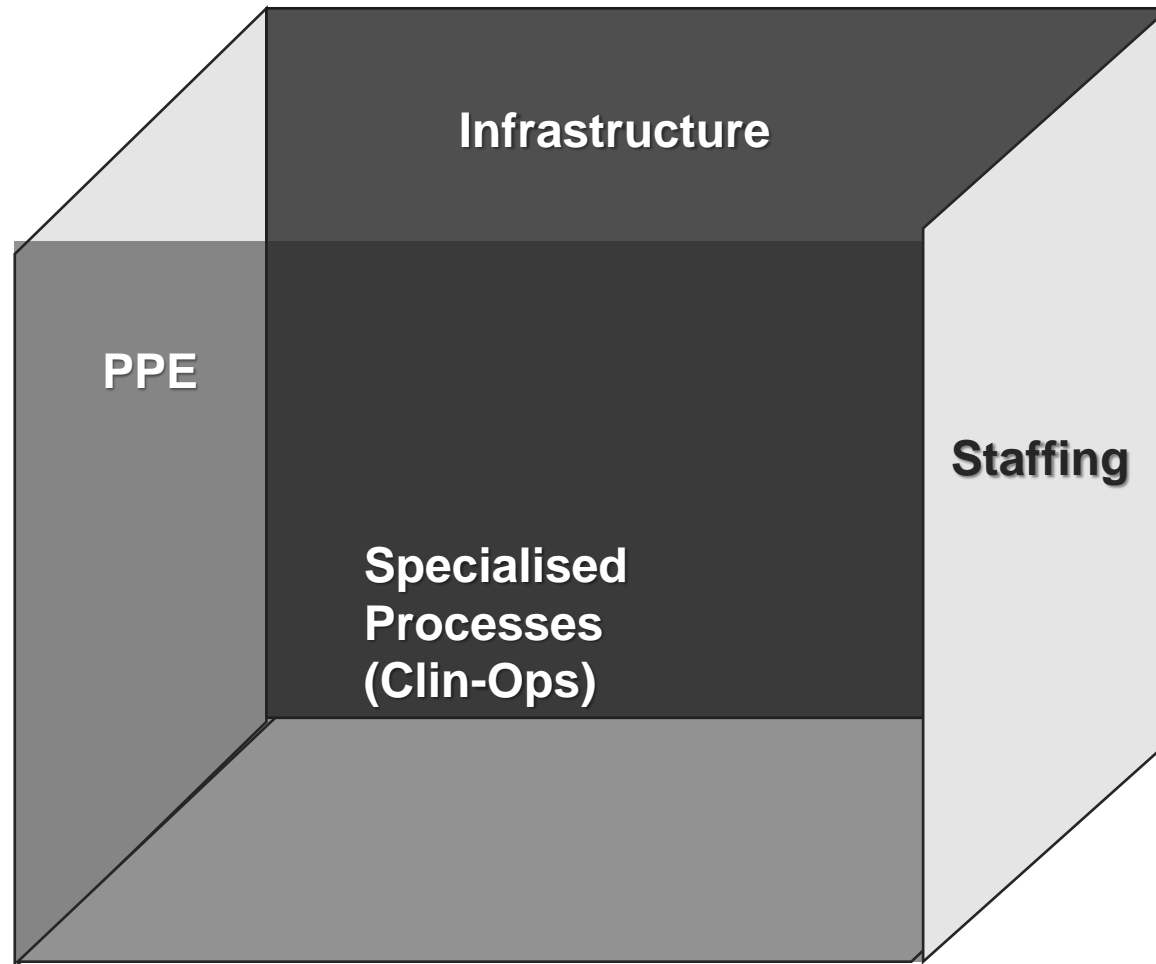 Infrastructure
PPE
Staffing
Specialised
Processes
(Clin-Ops)